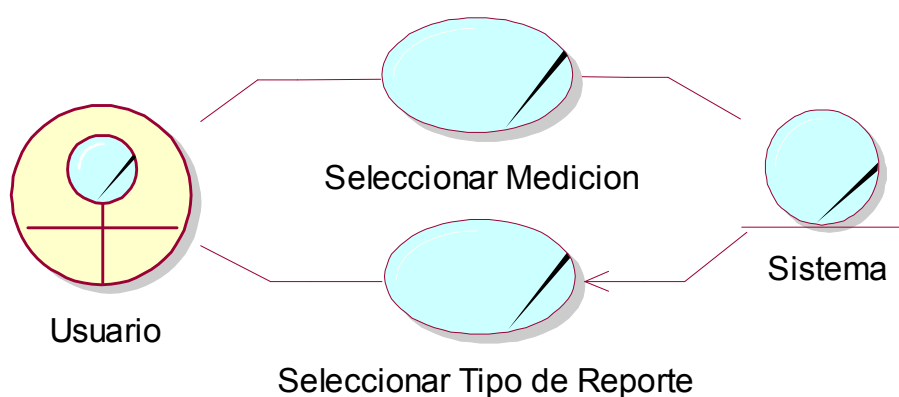 Seleccionar Medicion
Sistema
Usuario
Seleccionar Tipo de Reporte